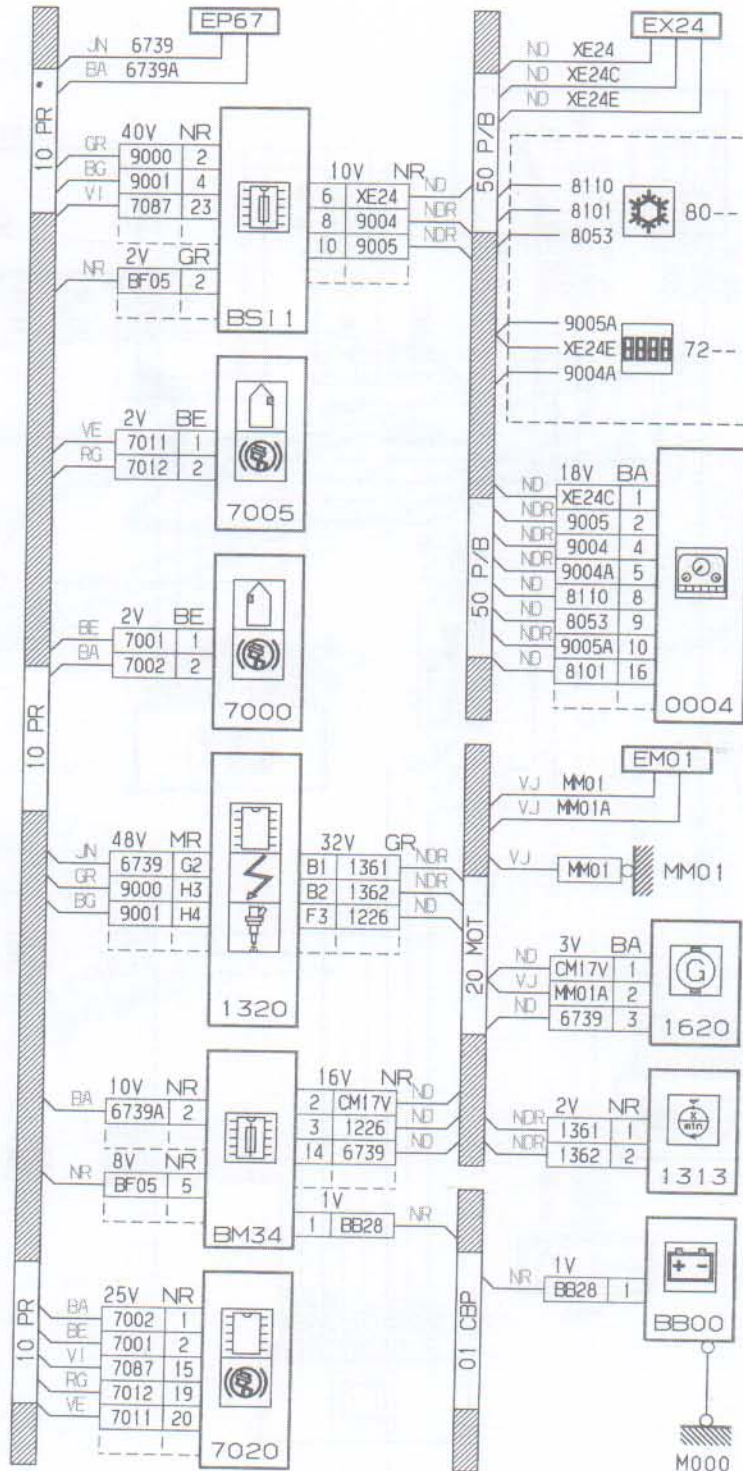 EP67
JN 6739
BA 6739A
10 PR *
40V NR
GR 9000 2
BG 9001 4
VI 7087 23
2V GR
NR BF05 2
BSI1
10V NR
6 XE24 ND
8 9004 NDR
10 9005 NDR
2V BE
VE 7011 1
RG 7012 2
7005
2V BE
BE 7001 1
BA 7002 2
7000
10 PR
48V MR
JN 6739 G2
GR 9000 H3
BG 9001 H4
1320
32V GR
B1 1361 NDR
B2 1362 NDR
F3 1226 ND
10V NR
BA 6739A 2
8V NR
NR BF05 5
BM34
16V NR
2 CM17V ND
3 1226 ND
14 6739 ND
1V
1 BB28 NR
10 PR
25V NR
BA 7002 1
BE 7001 2
VI 7087 15
RG 7012 19
VE 7011 20
7020
EX24
ND XE24
ND XE24C
ND XE24E
50 P/B
8110
8101
8053
80--
9005A
XE24E
9004A
8888
72--
50 P/B
18V BA
ND XE24C 1
NDR 9005 2
NDR 9004 4
NDR 9004A 5
ND 8110 8
ND 8053 9
NDR 9005A 10
ND 8101 16
0004
EM01
VJ MM01
VJ MM01A
VJ MM01 MM01
20 MOT
3V BA
ND CM17V 1
VJ MM01A 2
ND 6739 3
G
1620
2V NR
NDR 1361 1
NDR 1362 2
x
min
1313
01 CBP
1V
NR BB28 1
+ -
BB00
M000